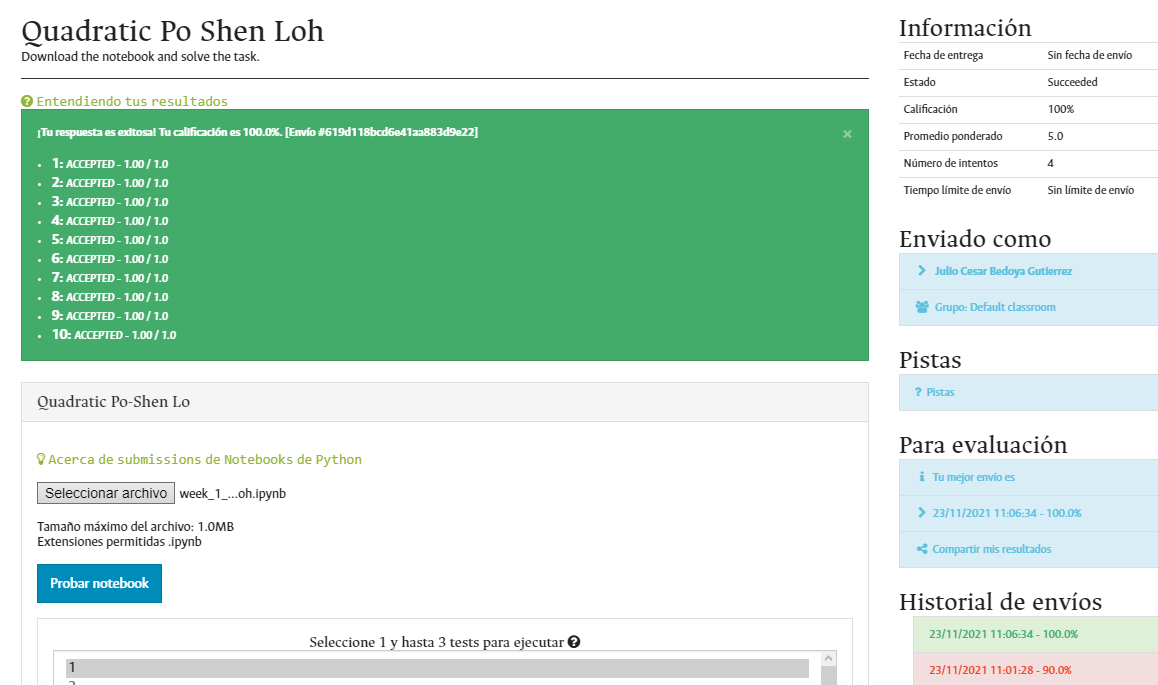 Quadratic Po Shen Loh
Download the notebook and solve the task.
Entendiendo tus resultados
¡Tu respuesta es exitosa! Tu calificación es 100.0%. [Envío #619d118bcd6e41aa883d9e22]
×
1: ACCEPTED - 1.00 / 1.0
2: ACCEPTED - 1.00 / 1.0
3: ACCEPTED - 1.00 / 1.0
4: ACCEPTED - 1.00 / 1.0
5: ACCEPTED - 1.00 / 1.0
6: ACCEPTED - 1.00 / 1.0
7: ACCEPTED - 1.00 / 1.0
8: ACCEPTED - 1.00 / 1.0
9: ACCEPTED - 1.00 / 1.0
10: ACCEPTED - 1.00 / 1.0
Quadratic Po-Shen Lo
Acerca de submissions de Notebooks de Python
Seleccionar archivo week_1_...oh.ipynb
Tamaño máximo del archivo: 1.0MB
Extensiones permitidas .ipynb
Probar notebook
Seleccione 1 y hasta 3 tests para ejecutar
1
Información
Fecha de entrega Sin fecha de envío
Estado Succeeded
Calificación 100%
Promedio ponderado 5.0
Número de intentos 4
Tiempo límite de envío Sin límite de envío
Enviado como
Julio Cesar Bedoya Gutierrez
Grupo: Default classroom
Pistas
? Pistas
Para evaluación
Tu mejor envío es
23/11/2021 11:06:34 - 100.0%
Compartir mis resultados
Historial de envíos
23/11/2021 11:06:34 - 100.0%
23/11/2021 11:01:28 - 90.0%